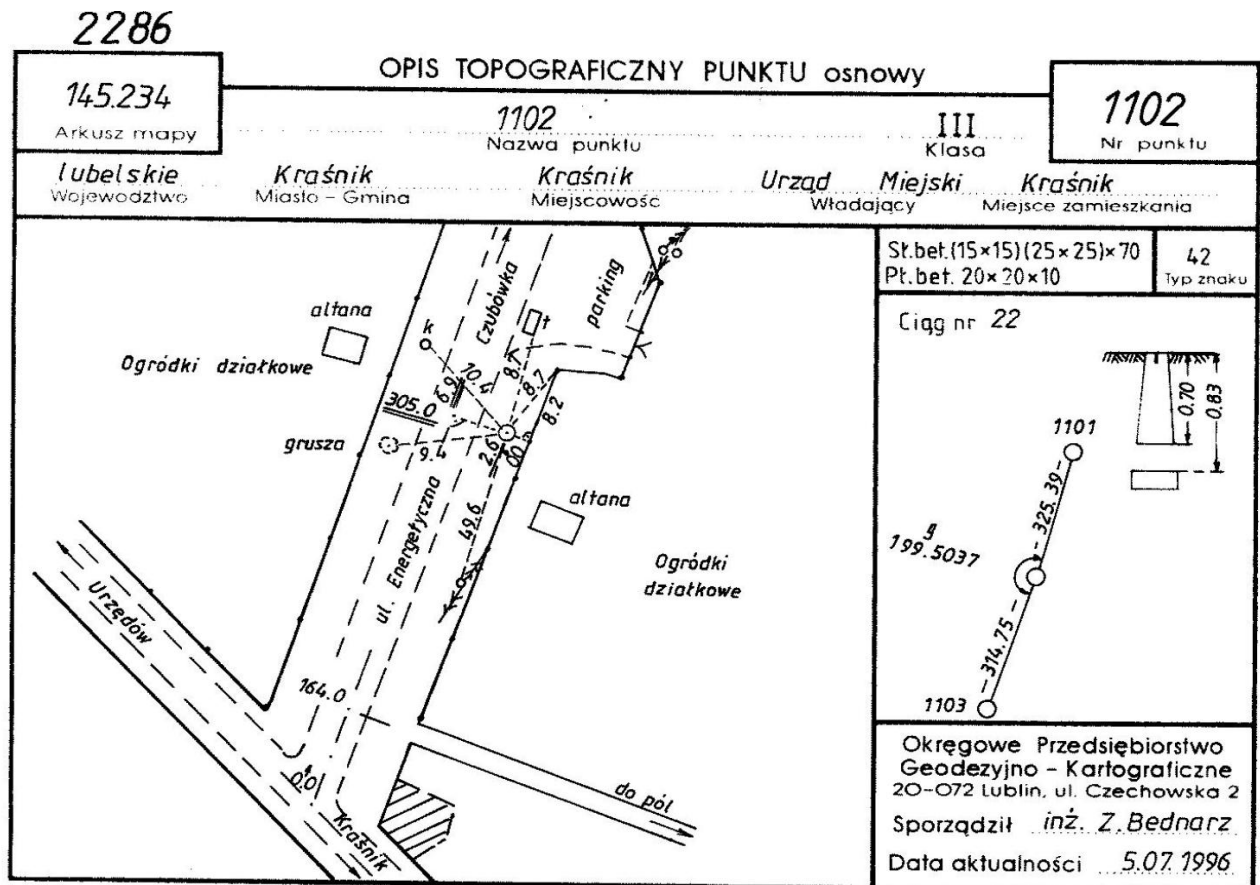 2286
OPIS TOPOGRAFICZNY PUNKTU osnowy
145.234
Arkusz mapy
1102
Nazwa punktu
III
Klasa
1102
Nr punktu
lubelskie Kraśnik Kraśnik Urząd Miejski Kraśnik
Województwo Miasto - Gmina Miejscowość Władający Miejsce zamieszkania
St.bet.(15×15)(25×25)×70
Pt.bet. 20×20×10
42
Typ znaku
altana
k
Czubówka
t
parking
Ogródki działkowe
10.4
8.7
8.7
6.9
305.0
8.2
grusza
9.4
2.6
0.0
49.6
altana
ul. Energetyczna
Ogródki
działkowe
Urzędów
164.0
0.0
Kraśnik
do pól
Ciąg nr 22
0.70
0.83
1101
325.39
199.5037
314.75
1103
Okręgowe Przedsiębiorstwo
Geodezyjno - Kartograficzne
20-072 Lublin, ul. Czechowska 2
Sporządził inż. Z. Bednarz
Data aktualności 5.07.1996